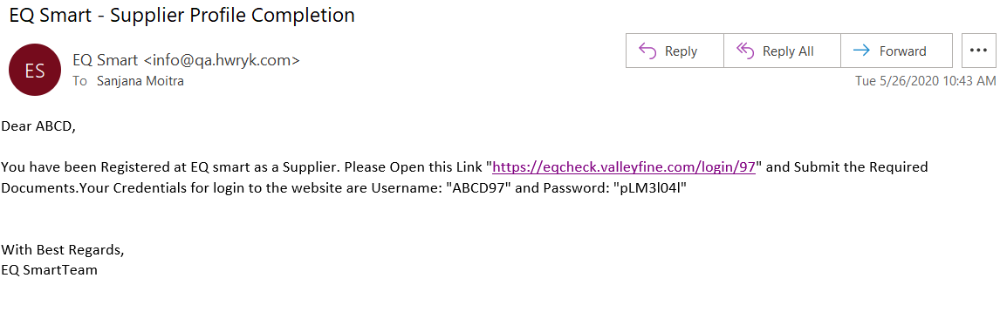 EQ Smart - Supplier Profile Completion
ES
EQ Smart <info@qa.hwryk.com>
To Sanjana Moitra
Reply
Reply All
Forward
Tue 5/26/2020 10:43 AM
Dear ABCD,
You have been Registered at EQ smart as a Supplier. Please Open this Link "https://eqcheck.valleyfine.com/login/97" and Submit the Required
Documents.Your Credentials for login to the website are Username: "ABCD97" and Password: "pLM3l04l"
With Best Regards,
EQ SmartTeam